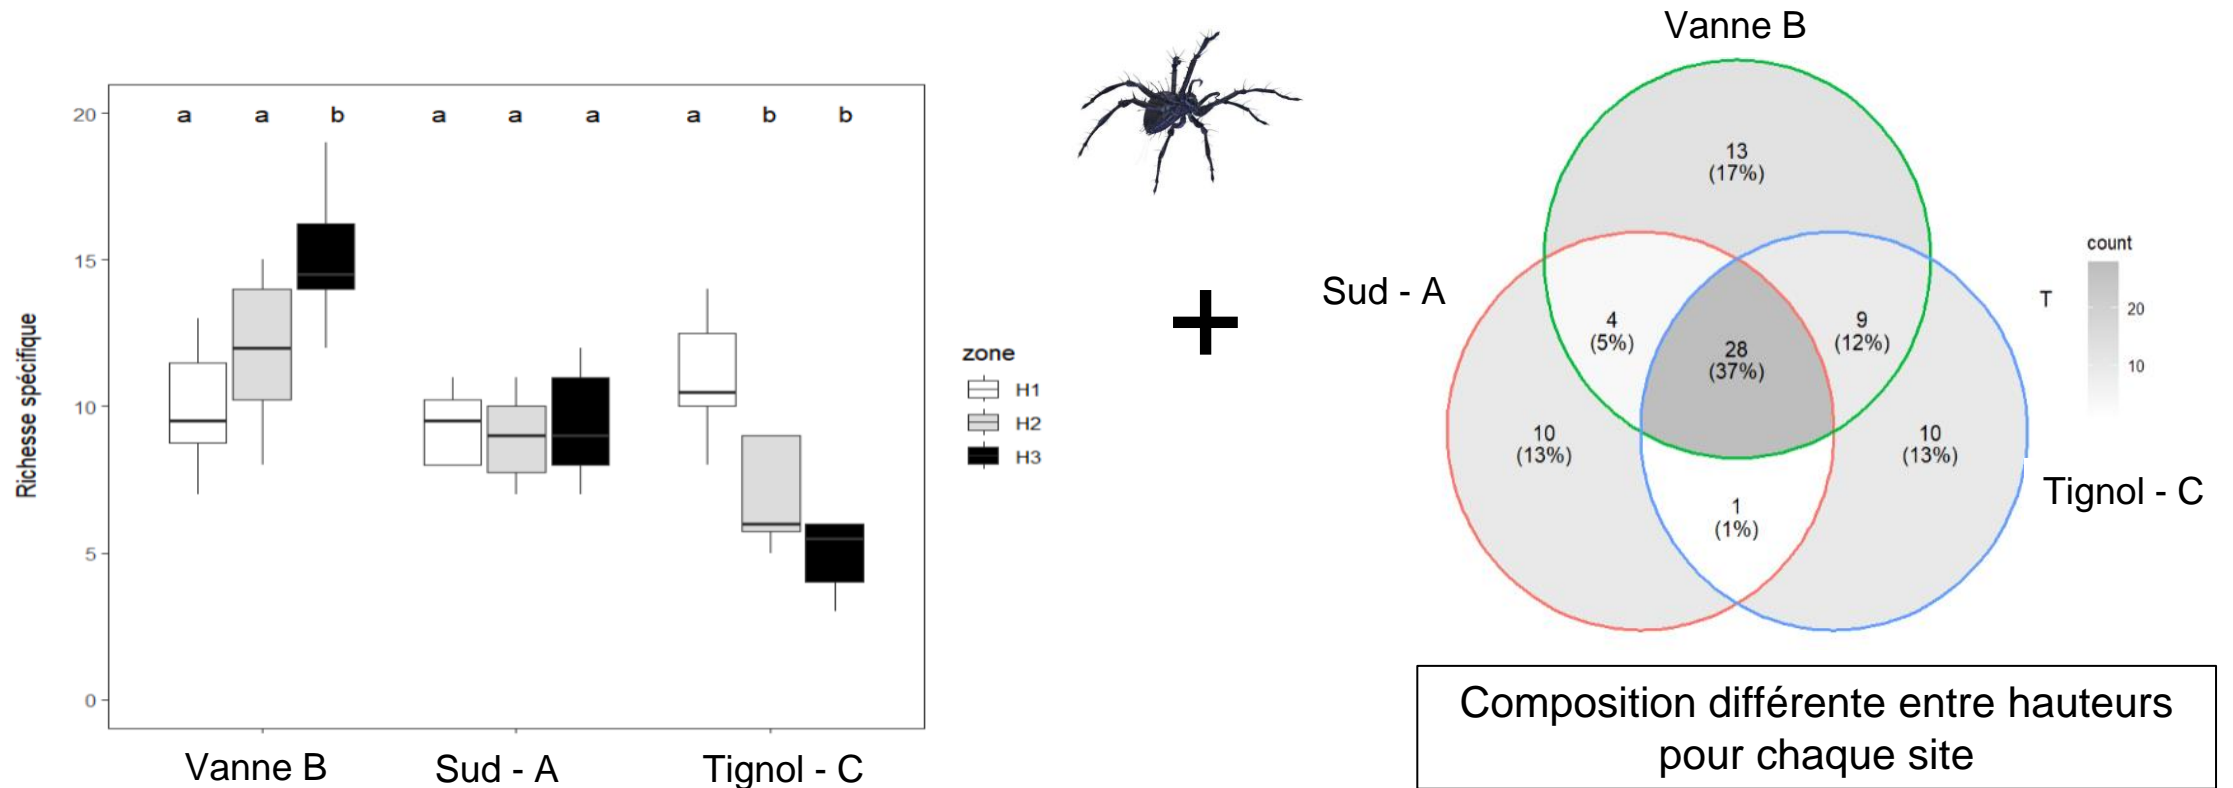 Richesse spécifique
20
15
10
5
0
a a b a a a a b b
Vanne B Sud - A Tignol - C
zone
H1
H2
H3
+
Vanne B
Sud - A
Tignol - C
13
(17%)
4
(5%)
9
(12%)
28
(37%)
10
(13%)
10
(13%)
1
(1%)
T
count
20
10
Composition différente entre hauteurs
pour chaque site